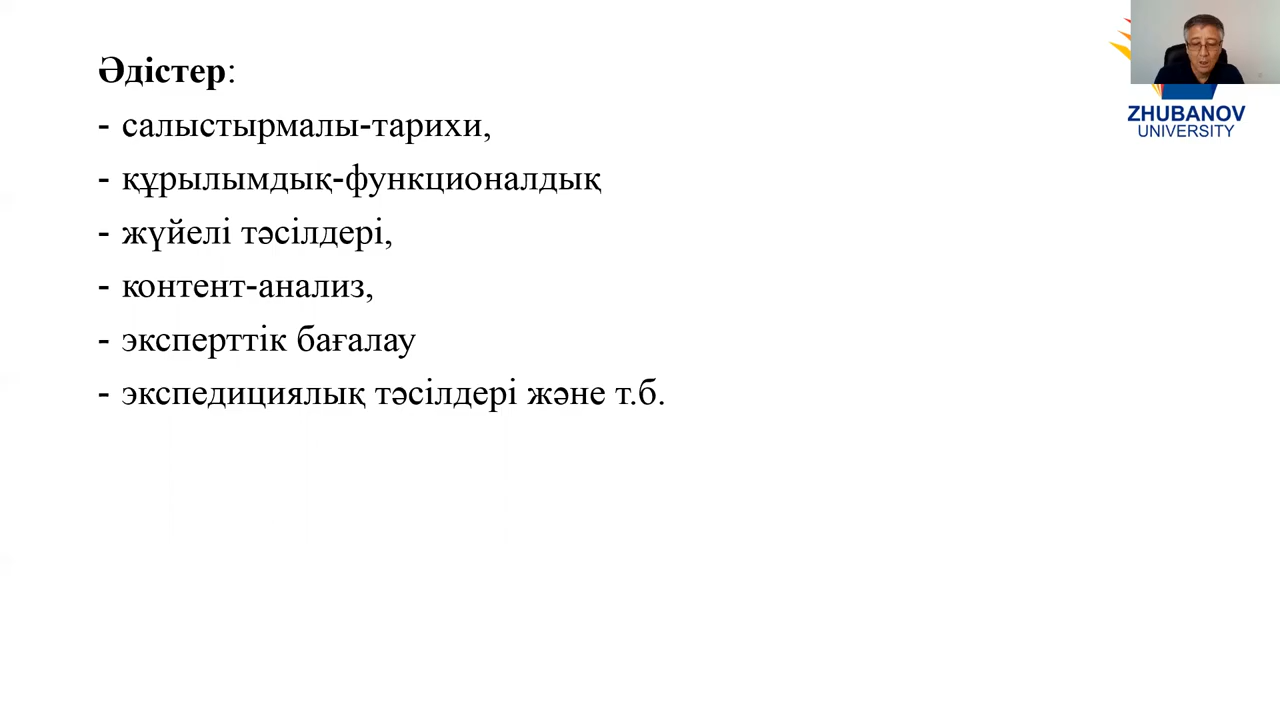 Әдістер:
- салыстырмалы-тарихи,
- құрылымдық-функционалдық
- жүйелі тәсілдері,
- контент-анализ,
- эксперттік бағалау
- экспедициялық тәсілдері және т.б.
ZHUBANOV
UNIVERSITY